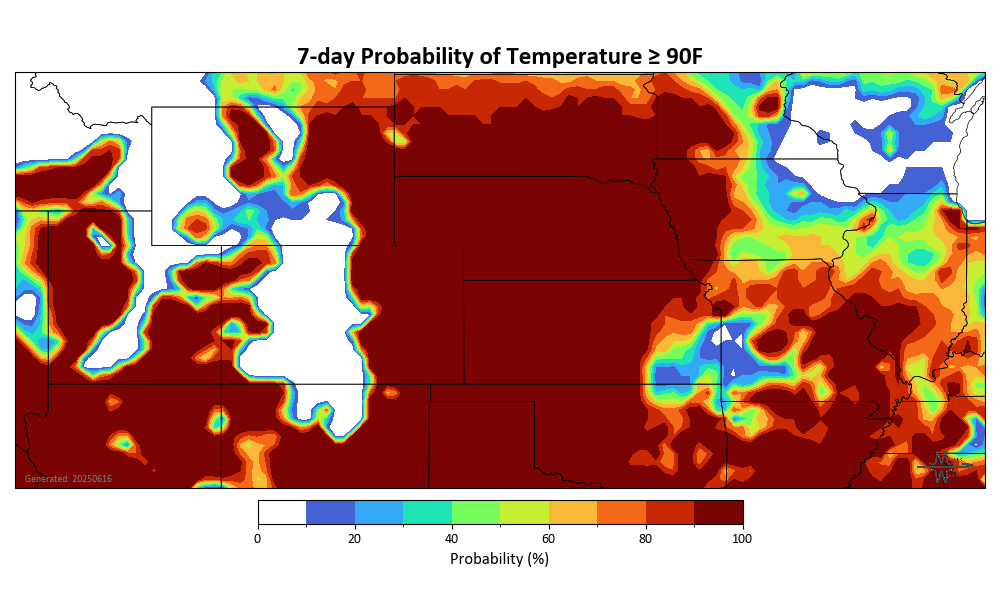 7-day Probability of Temperature ≥ 90F
Generated: 20250616
0 20 40 60 80 100
Probability (%)